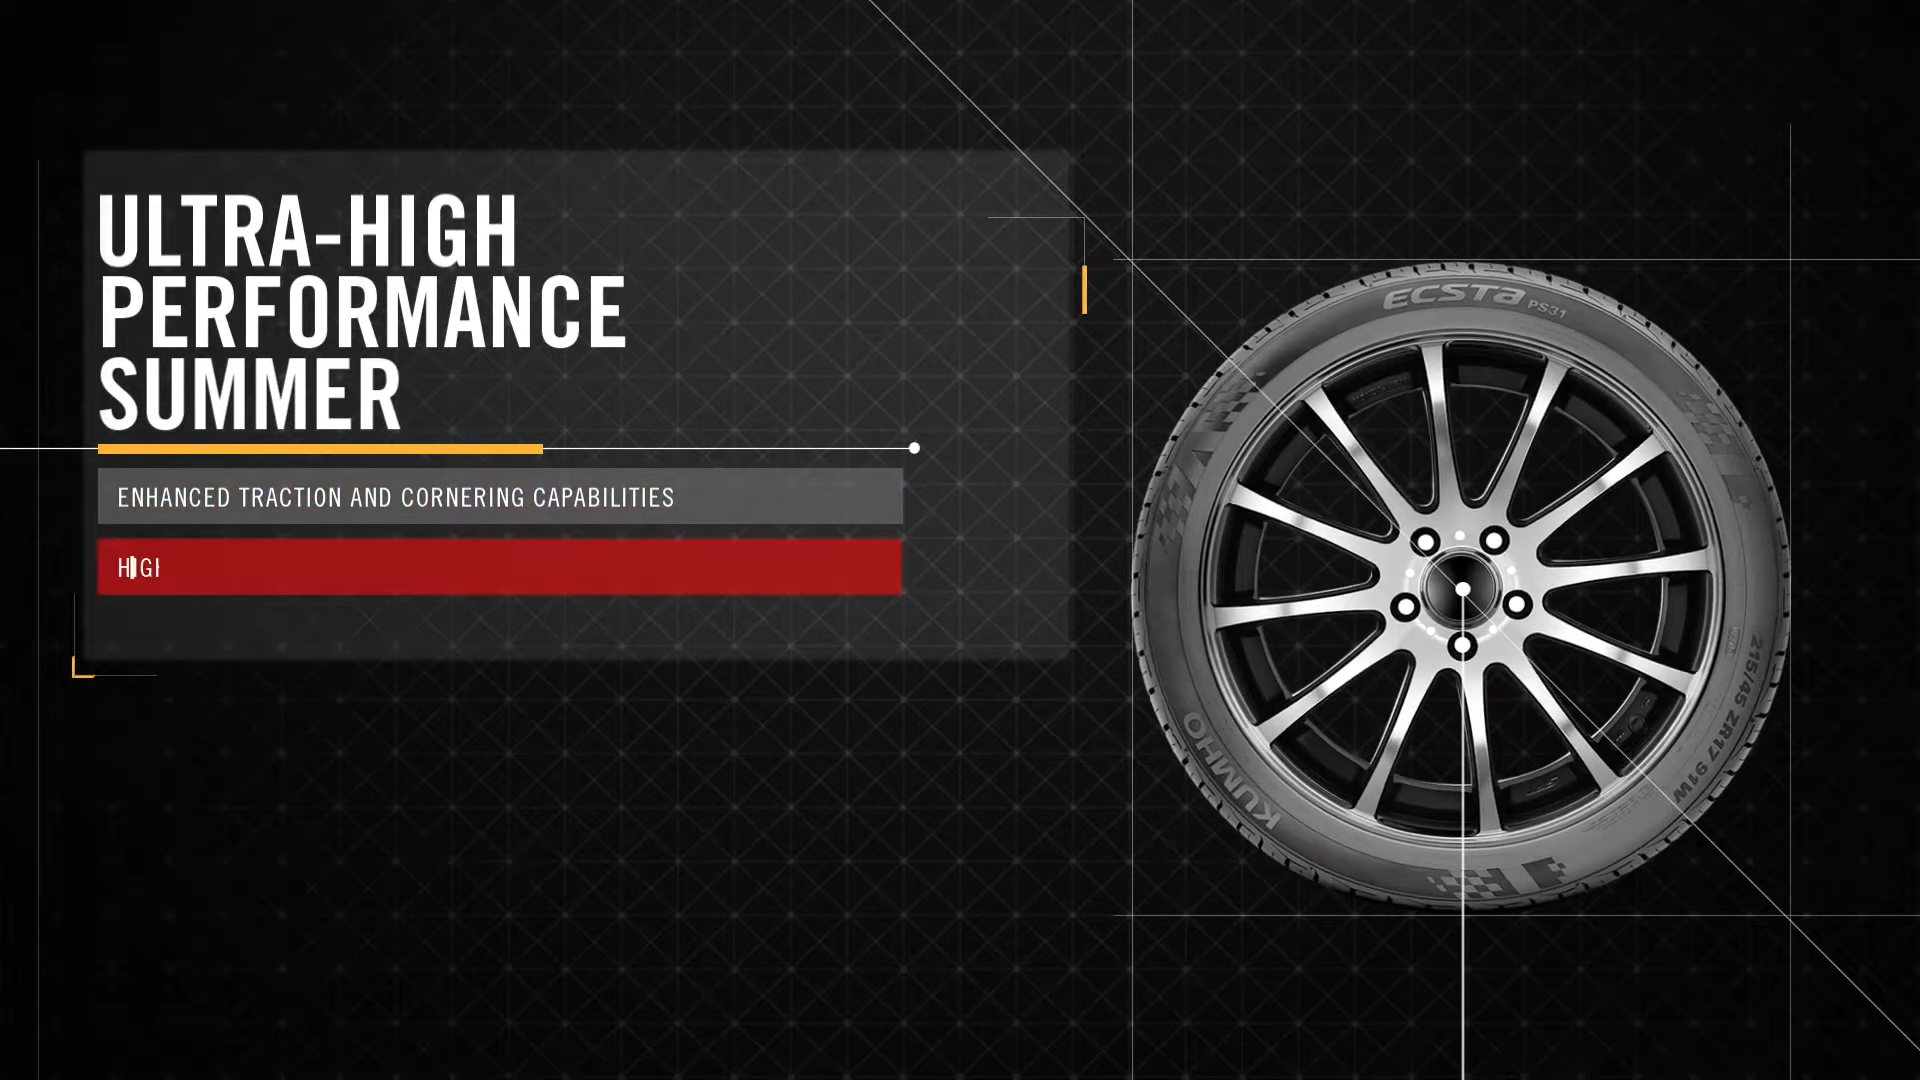 ULTRA-HIGH
PERFORMANCE
SUMMER
ENHANCED TRACTION AND CORNERING CAPABILITIES
ECSTA PS31
215/45 ZR17 91W
KUMHO